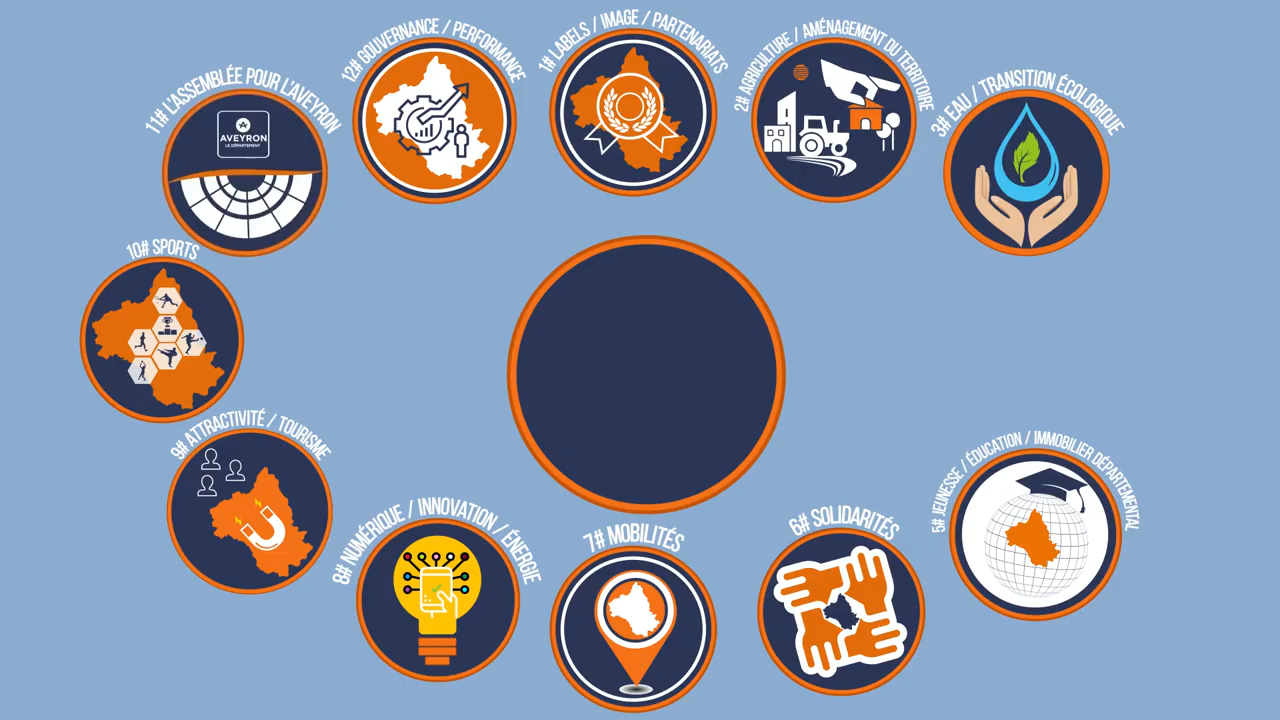 1# LABELS / IMAGE / PARTENARIATS
2# AGRICULTURE / AMÉNAGEMENT DU TERRITOIRE
3# EAU / TRANSITION ÉCOLOGIQUE
5# JEUNESSE / ÉDUCATION / IMMOBILIER DÉPARTEMENTAL
6# SOLIDARITÉS
7# MOBILITÉS
8# NUMÉRIQUE / INNOVATION / ÉNERGIE
9# ATTRACTIVITÉ / TOURISME
10# SPORTS
11# L'ASSEMBLÉE POUR L'AVEYRON
AVEYRON
LE DÉPARTEMENT
12# GOUVERNANCE / PERFORMANCE